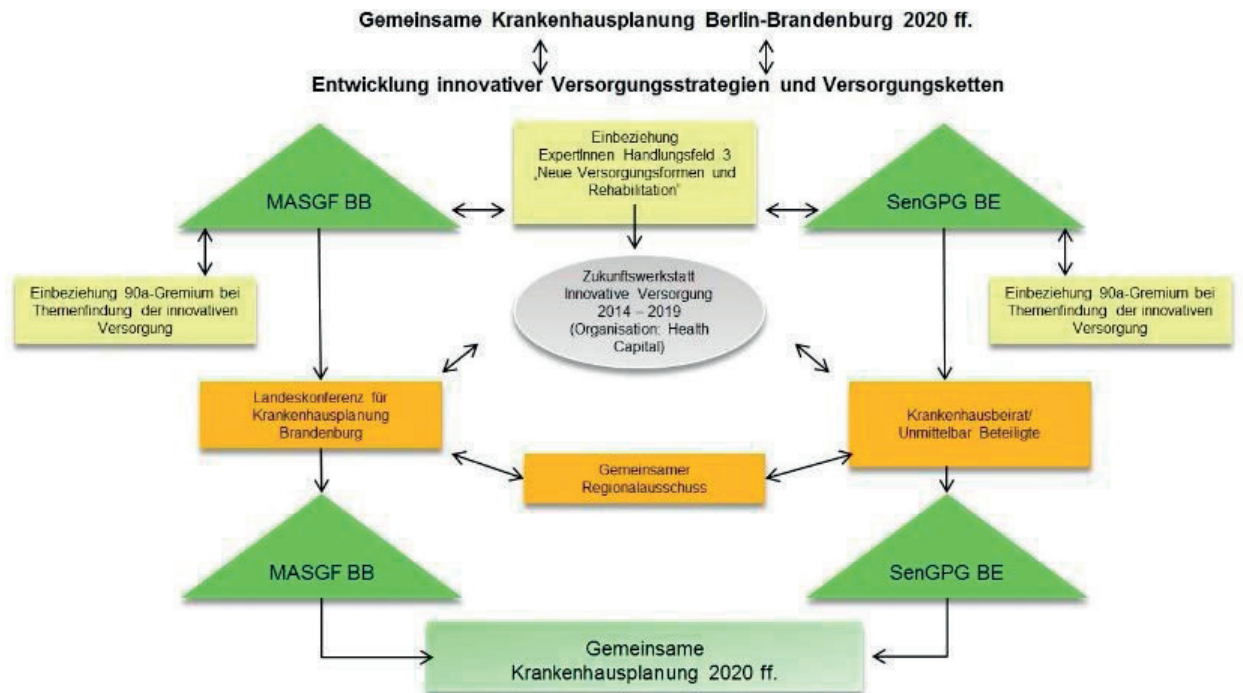 Gemeinsame Krankenhausplanung Berlin-Brandenburg 2020 ff.
Entwicklung innovativer Versorgungsstrategien und Versorgungsketten
MASGF BB
Einbeziehung
ExpertInnen Handlungsfeld 3
„Neue Versorgungsformen und
Rehabilitation“
SenGPG BE
Einbeziehung 90a-Gremium bei
Themenfindung der innovativen
Versorgung
Zukunftswerkstatt
Innovative Versorgung
2014 – 2019
(Organisation: Health
Capital)
Einbeziehung 90a-Gremium bei
Themenfindung der innovativen
Versorgung
Landeskonferenz für
Krankenhausplanung
Brandenburg
Krankenhausbeirat/
Unmittelbar Beteiligte
Gemeinsamer
Regionalausschuss
MASGF BB
SenGPG BE
Gemeinsame
Krankenhausplanung 2020 ff.